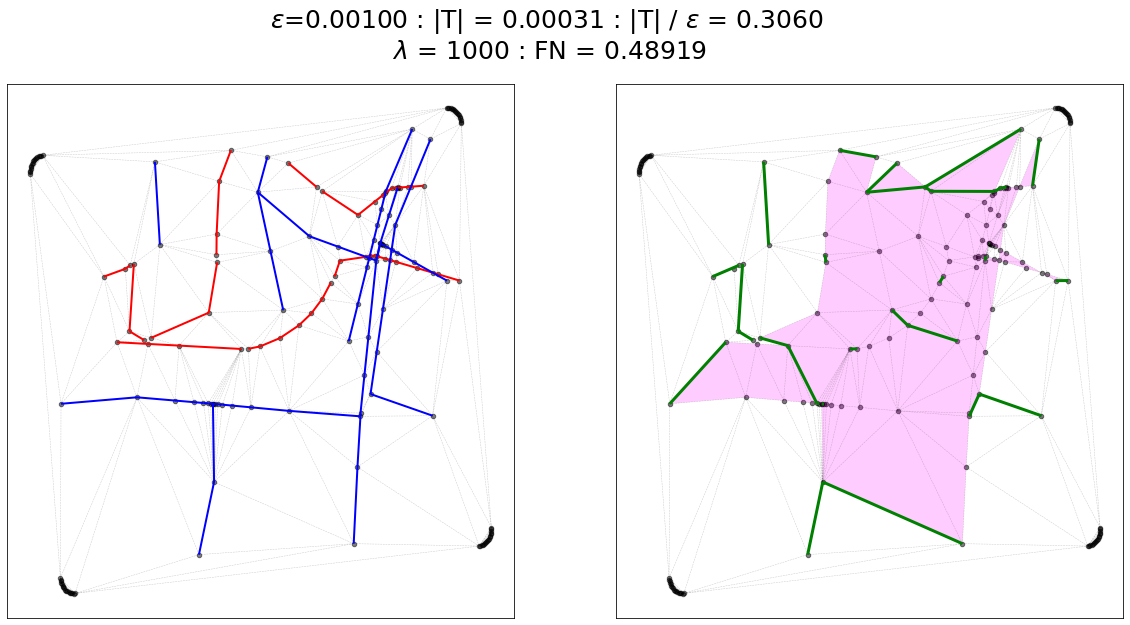 ε=0.00100 : |T| = 0.00031 : |T| / ε = 0.3060
λ = 1000 : FN = 0.48919